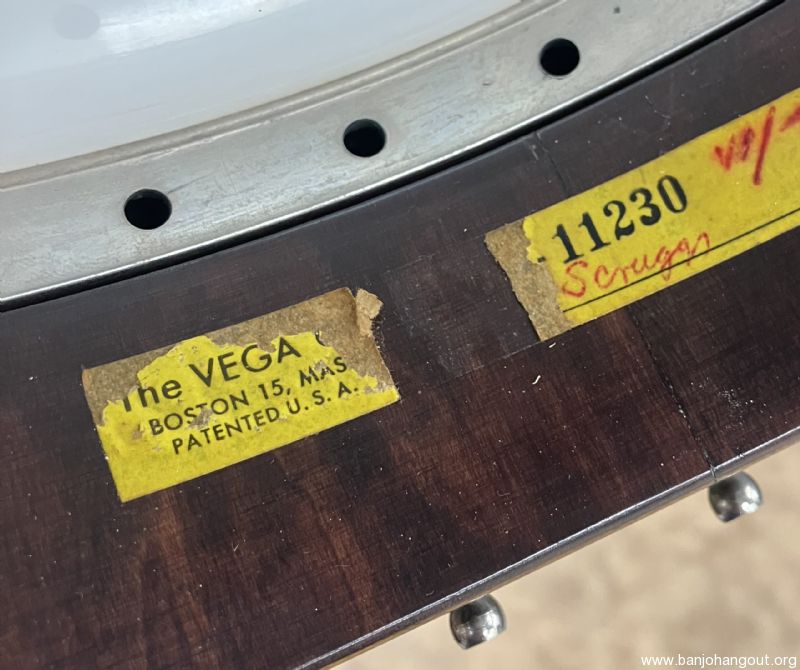 The VEGA C
BOSTON 15, MAS
PATENTED U.S.A.
-11230
Scruggs
www.banjohangout.org